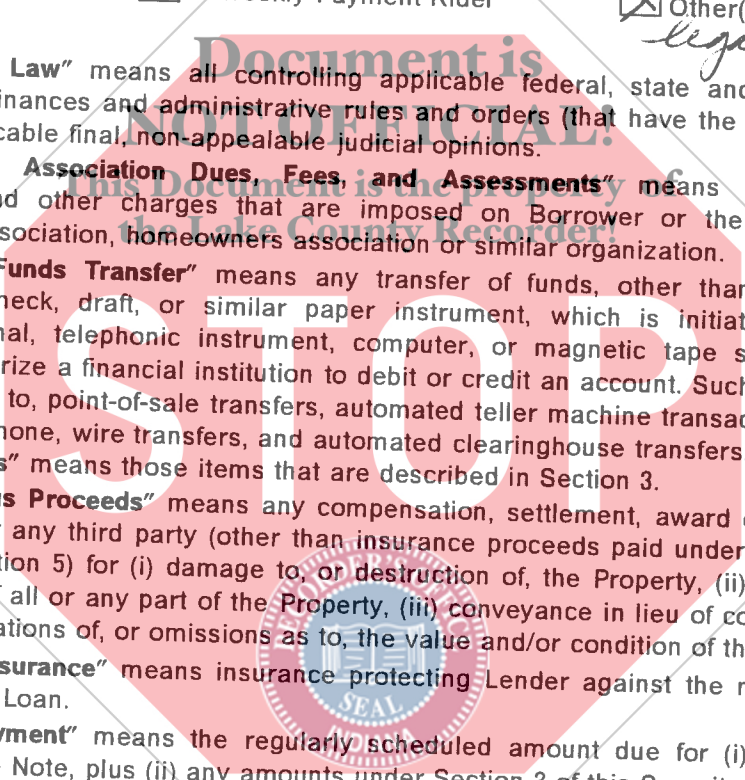 Weekly Payment Rider
Other(
lega
Document is
Law" means all controlling applicable federal, state and
inances and administrative rules and orders (that have the
NOT OFFICIAL!
cable final, non-appealable judicial opinions.
Association Dues, Fees, and Assessments" means
This Document is the property of
nd other charges that are imposed on Borrower or the
the Lake County Recorder!
sociation, homeowners association or similar organization.
Funds Transfer" means any transfer of funds, other than
heck, draft, or similar paper instrument, which is initiat
nal, telephonic instrument, computer, or magnetic tape s
rize a financial institution to debit or credit an account. Such
to, point-of-sale transfers, automated teller machine transac
hone, wire transfers, and automated clearinghouse transfers
STOP
s" means those items that are described in Section 3.
s Proceeds" means any compensation, settlement, award
any third party (other than insurance proceeds paid under
tion 5) for (i) damage to, or destruction of, the Property, (ii)
all or any part of the Property, (iii) conveyance in lieu of co
ations of, or omissions as to, the value and/or condition of th
surance" means insurance protecting Lender against the
Loan.
SEAL
INDIANA
yment" means the regularly scheduled amount due for (i)
Note, plus (ii) any amounts under Section 3 of this